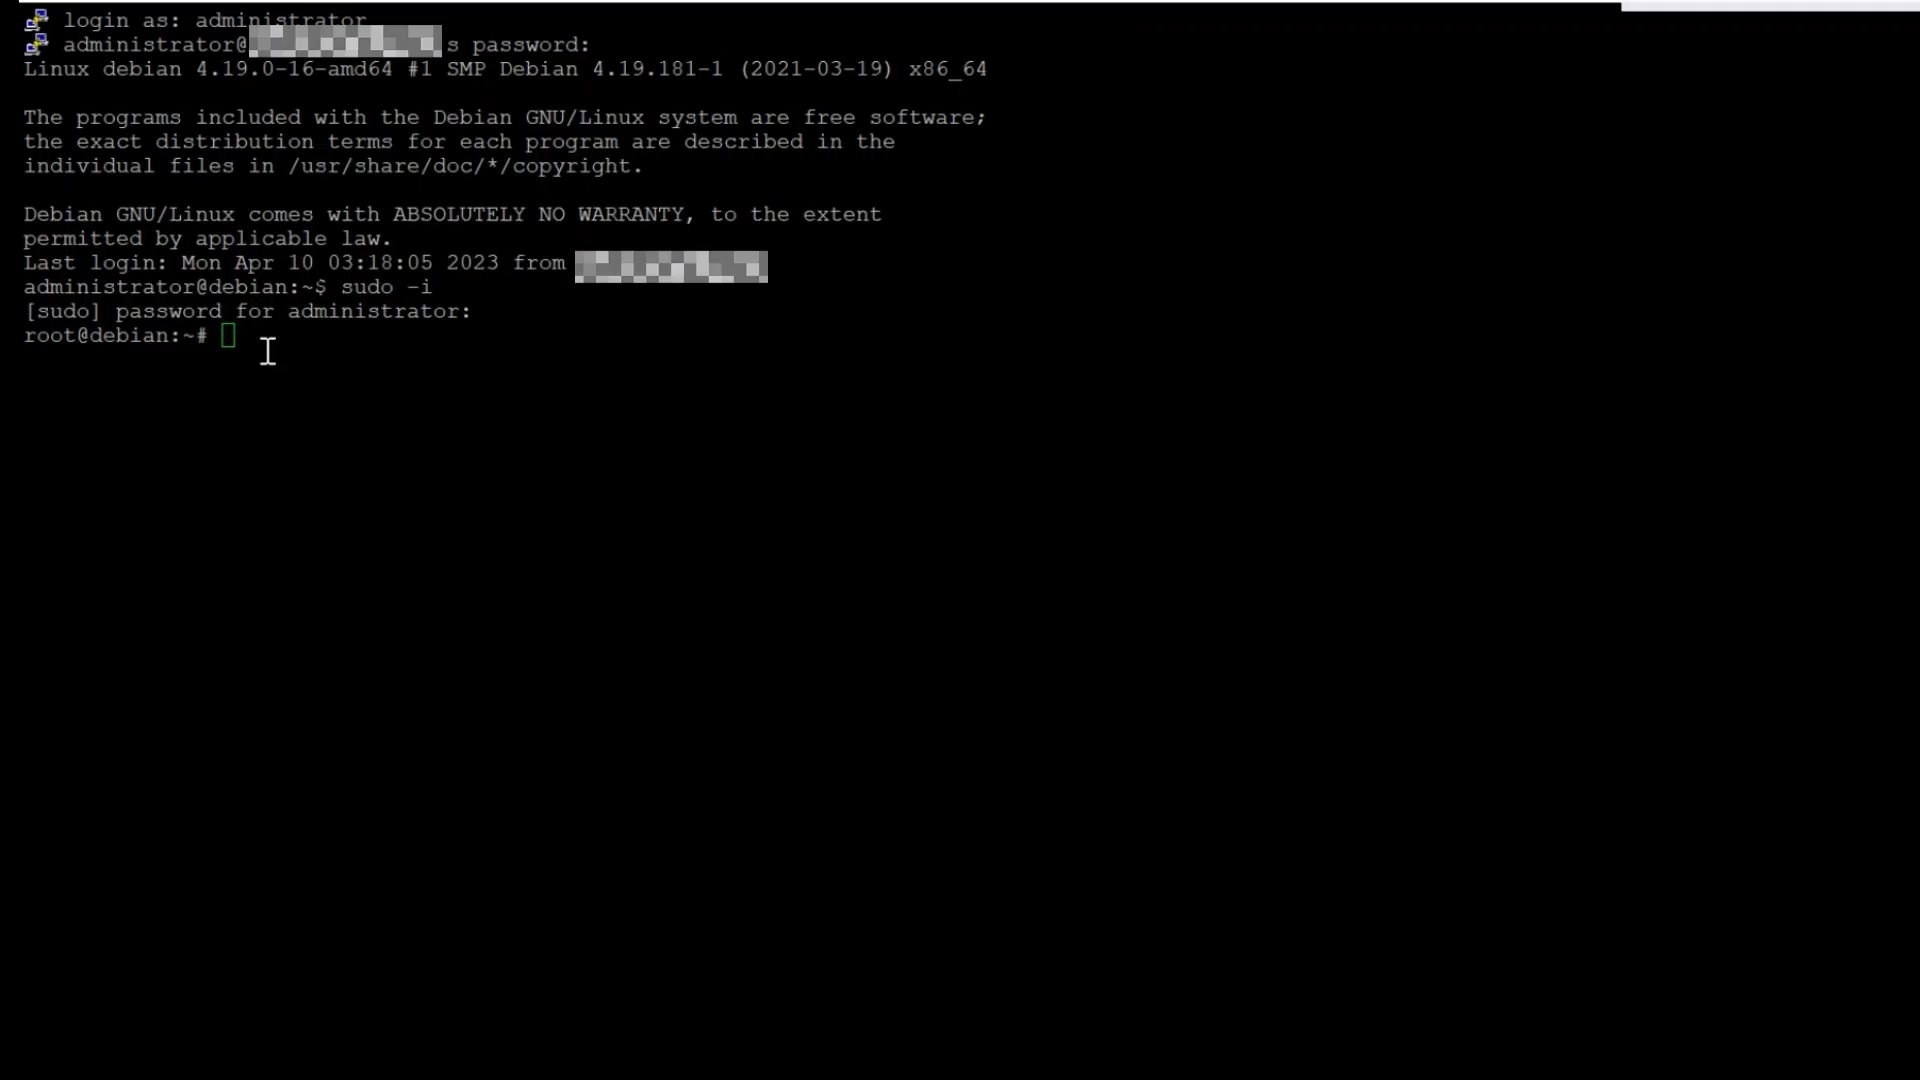 login as: administrator
administrator@ s password:
Linux debian 4.19.0-16-amd64 #1 SMP Debian 4.19.181-1 (2021-03-19) x86_64
The programs included with the Debian GNU/Linux system are free software;
the exact distribution terms for each program are described in the
individual files in /usr/share/doc/*/copyright.
Debian GNU/Linux comes with ABSOLUTELY NO WARRANTY, to the extent
permitted by applicable law.
Last login: Mon Apr 10 03:18:05 2023 from
administrator@debian:~$ sudo -i
[sudo] password for administrator:
root@debian:~#